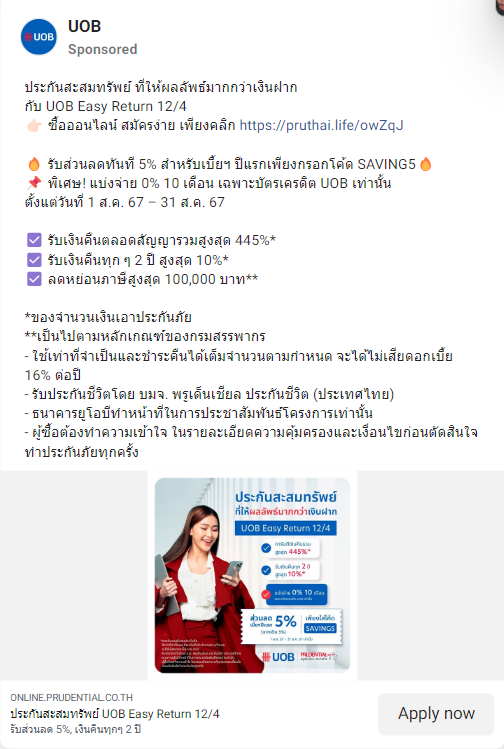 UOB
Sponsored
ประกันสะสมทรัพย์ ที่ให้ผลลัพธ์มากกว่าเงินฝาก
กับ UOB Easy Return 12/4
👉🏻 ซื้อออนไลน์ สมัครง่าย เพียงคลิก https://pruthai.life/owZqJ
🔥 รับส่วนลดทันที 5% สำหรับเบี้ยฯ ปีแรกเพียงกรอกโค้ด SAVING5🔥
📌 พิเศษ! แบ่งจ่าย 0% 10 เดือน เฉพาะบัตรเครดิต UOB เท่านั้น
ตั้งแต่วันที่ 1 ส.ค. 67 – 31 ส.ค. 67
☑ รับเงินคืนตลอดสัญญารวมสูงสุด 445%*
☑ รับเงินคืนทุก ๆ 2 ปี สูงสุด 10%*
☑ ลดหย่อนภาษีสูงสุด 100,000 บาท**
*ของจำนวนเงินเอาประกันภัย
**เป็นไปตามหลักเกณฑ์ของกรมสรรพากร
- ใช้เท่าที่จำเป็นและชำระคืนได้เต็มจำนวนตามกำหนด จะได้ไม่เสียดอกเบี้ย
16% ต่อปี
- รับประกันชีวิตโดย บมจ. พรูเด็นเชียล ประกันชีวิต (ประเทศไทย)
- ธนาคารยูโอบีทำหน้าที่ในการประชาสัมพันธ์โครงการเท่านั้น
- ผู้ซื้อต้องทำความเข้าใจ ในรายละเอียดความคุ้มครองและเงื่อนไขก่อนตัดสินใจ
ทำประกันภัยทุกครั้ง
ประกันสะสมทรัพย์
ที่ให้ผลลัพธ์มากกว่าเงินฝาก
UOB Easy Return 12/4
สูงสุด 445%*
รับเงินคืนทุก 2 ปี
สูงสุด 10%*
แบ่งจ่าย 0% 10 เดือน
ส่วนลด 5%
เพียงใส่โค้ด
SAVING5
UOB PRUDENTIAL
ONLINE.PRUDENTIAL.CO.TH
ประกันสะสมทรัพย์ UOB Easy Return 12/4
รับส่วนลด 5%, เงินคืนทุกๆ 2 ปี
Apply now